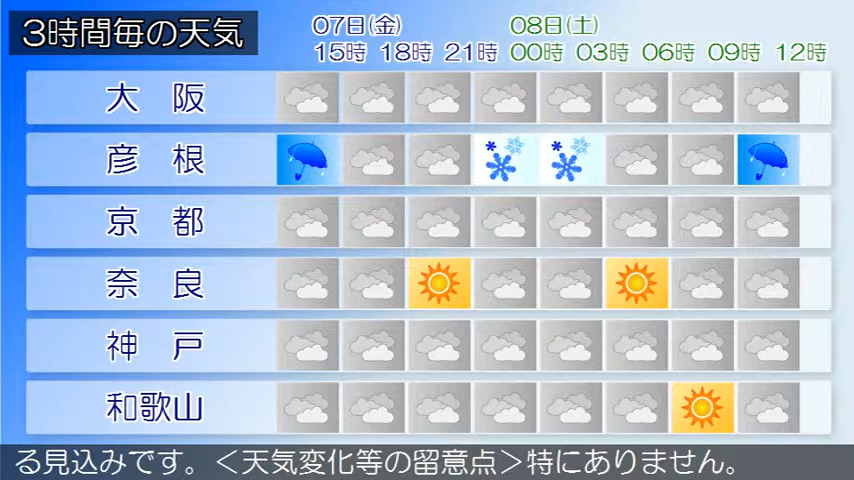 3時間毎の天気
07日(金) 08日(土)
15時 18時 21時 00時 03時 06時 09時 12時
大阪
彦根
京都
奈良
神戸
和歌山
る見込みです。＜天気変化等の留意点＞特にありません。